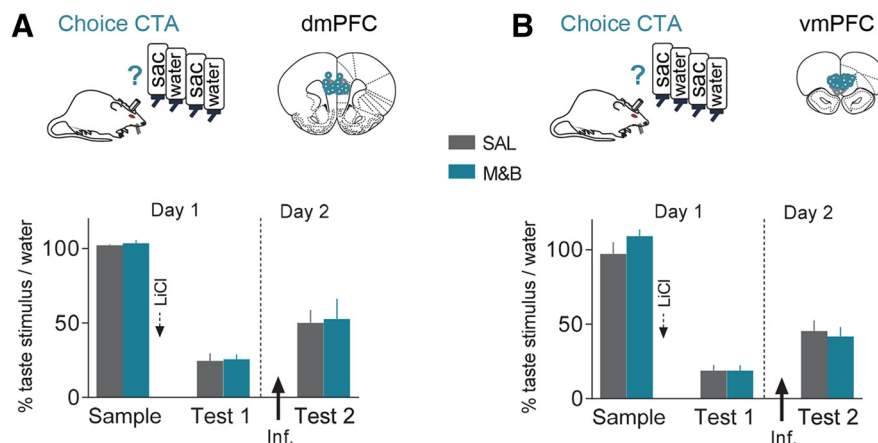 A
Choice CTA
dmPFC
?
sac
water
sac
water
SAL
M&B
% taste stimulus / water
100
50
0
Day 1
Day 2
LiCl
Sample
Test 1
Test 2
Inf.
B
Choice CTA
vmPFC
?
sac
water
sac
water
% taste stimulus / water
100
50
0
Day 1
Day 2
LiCl
Sample
Test 1
Test 2
Inf.